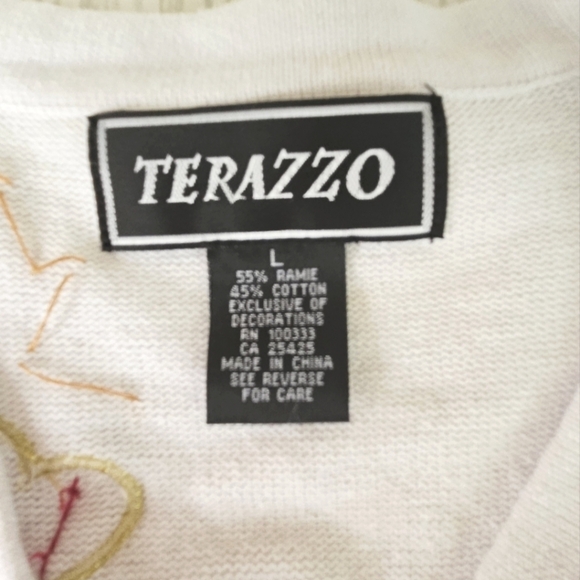 TERAZZO
L
55% RAMIE
45% COTTON
EXCLUSIVE OF
DECORATIONS
RN 100333
CA 25425
MADE IN CHINA
SEE REVERSE
FOR CARE